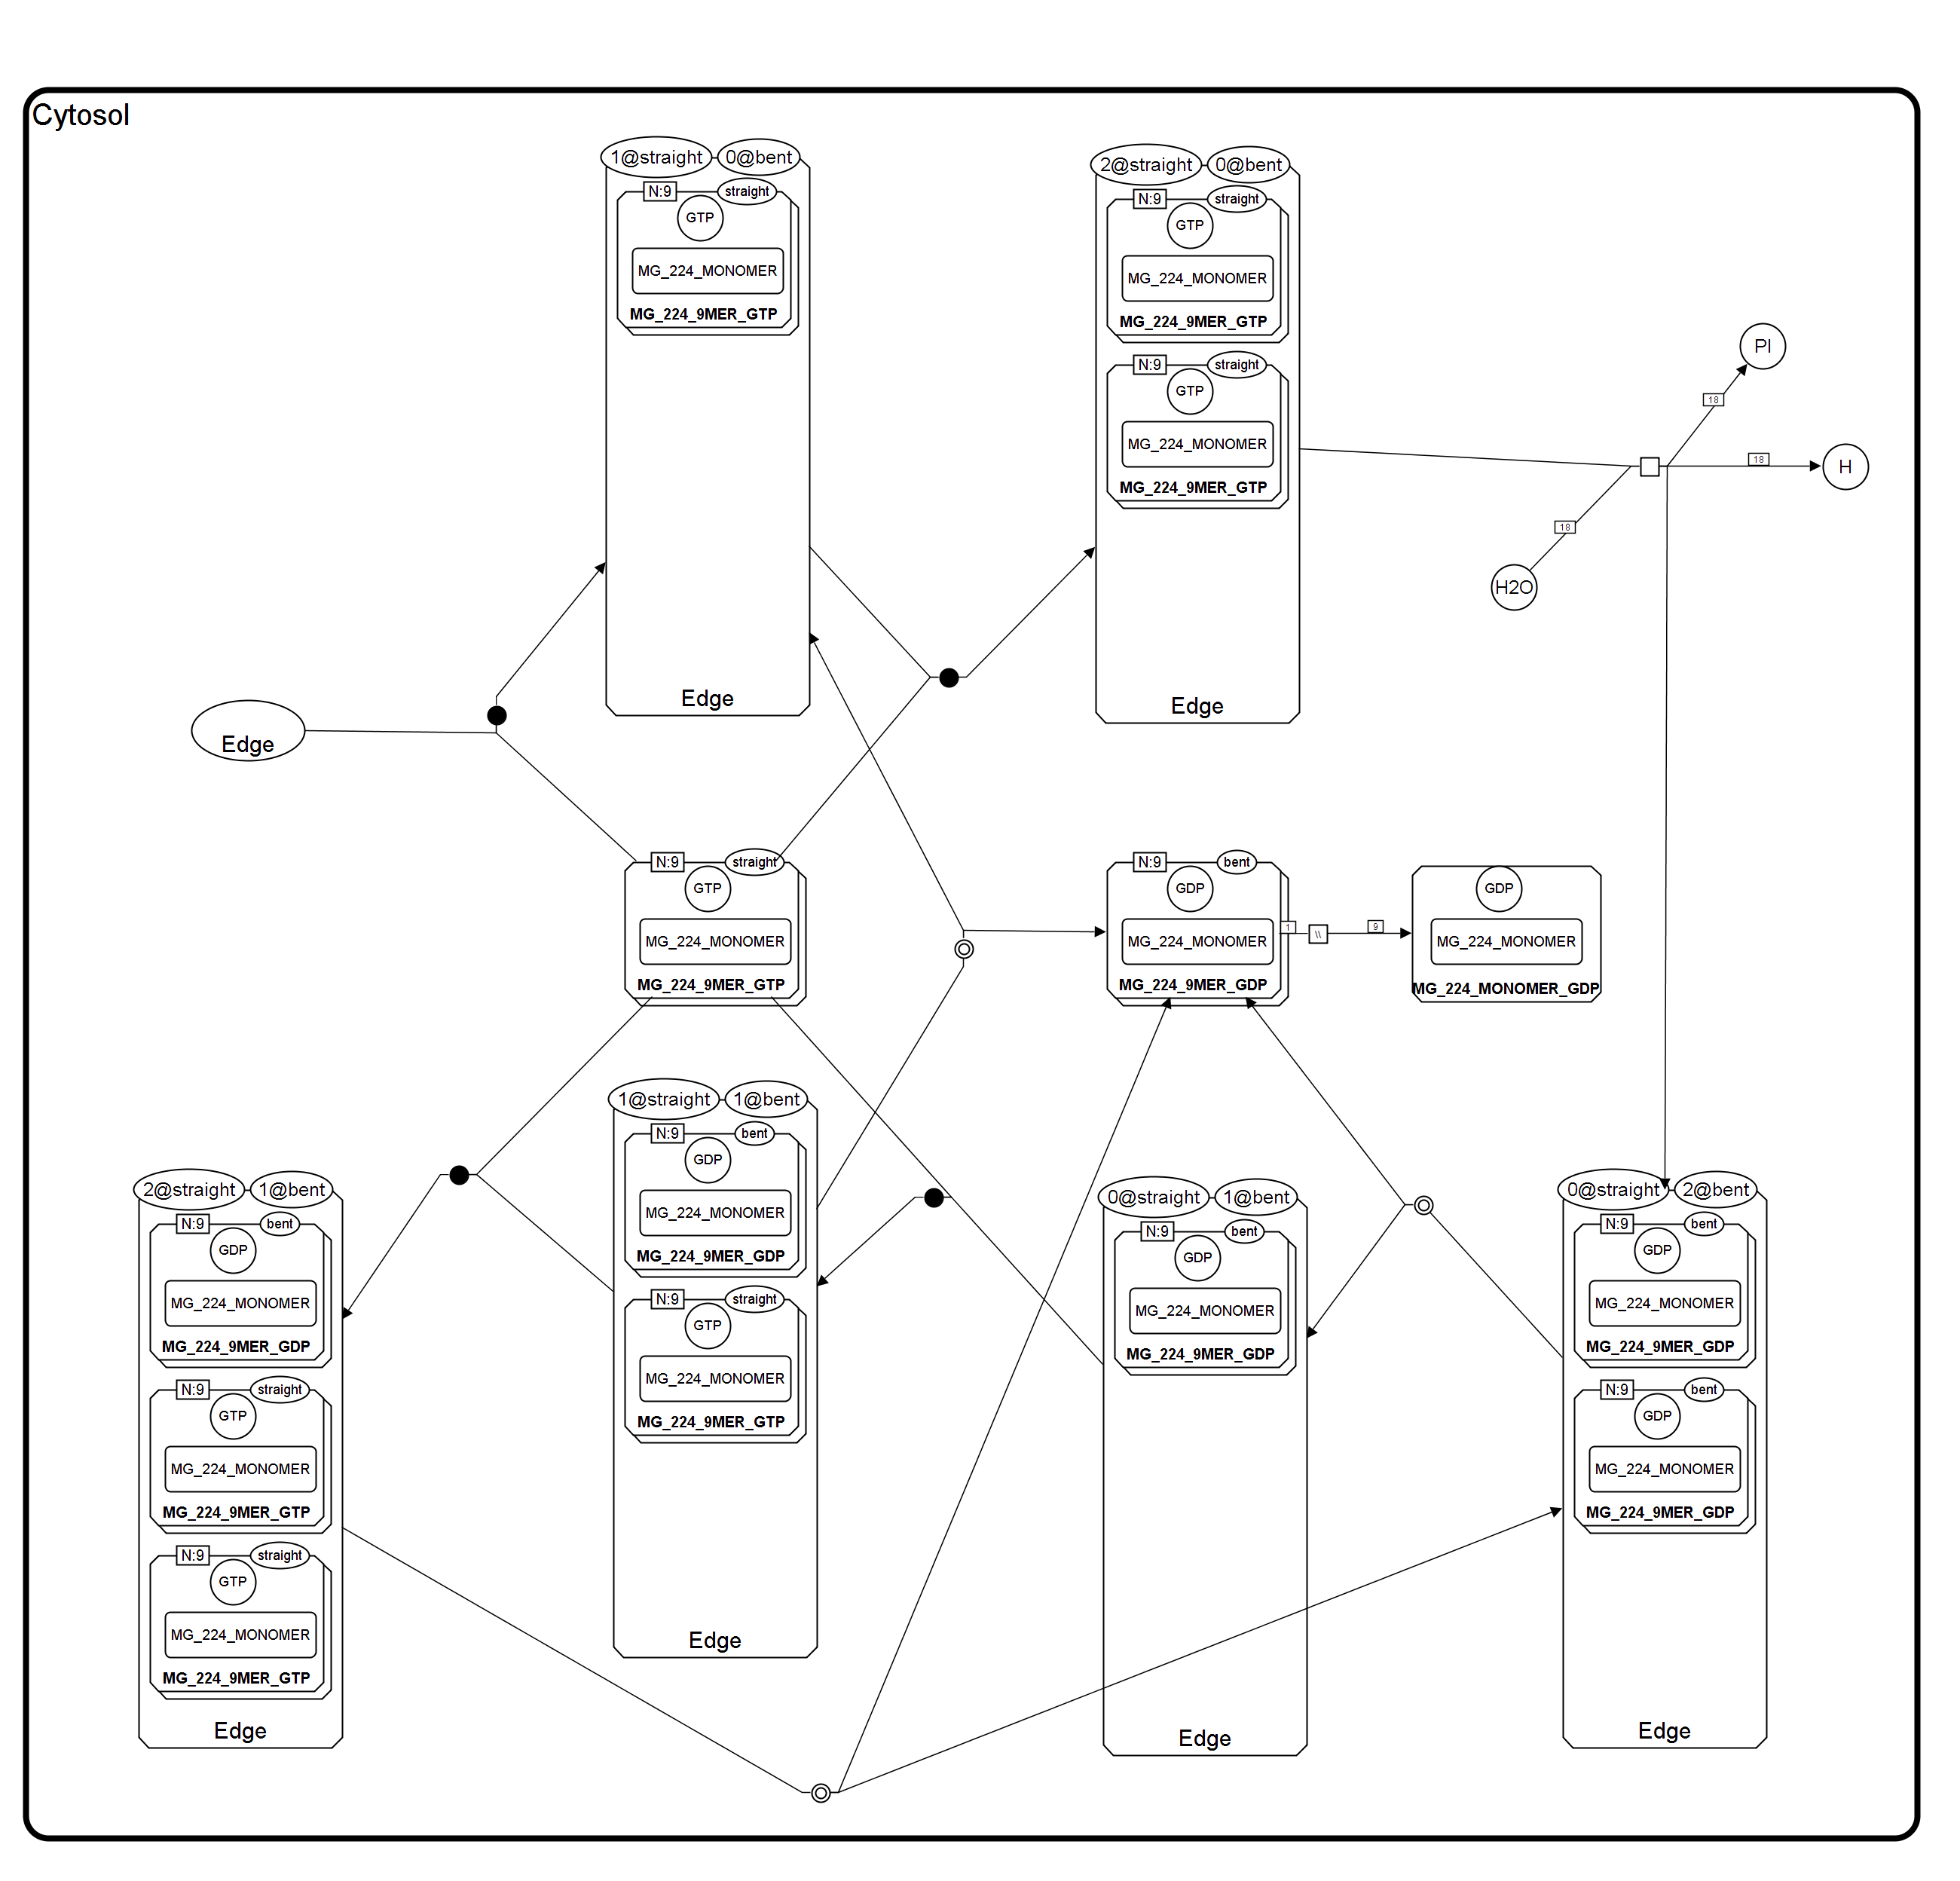 Cytosol
1@straight 0@bent
N:9 straight
GTP
MG_224_MONOMER
MG_224_9MER_GTP
Edge
2@straight 0@bent
N:9 straight
GTP
MG_224_MONOMER
MG_224_9MER_GTP
N:9 straight
GTP
MG_224_MONOMER
MG_224_9MER_GTP
Edge
PI
18
18
H
18
H2O
Edge
N:9 straight
GTP
MG_224_MONOMER
MG_224_9MER_GTP
N:9 bent
GDP
MG_224_MONOMER
MG_224_9MER_GDP
1
\\
9
GDP
MG_224_MONOMER
MG_224_MONOMER_GDP
2@straight 1@bent
N:9 bent
GDP
MG_224_MONOMER
MG_224_9MER_GDP
N:9 straight
GTP
MG_224_MONOMER
MG_224_9MER_GTP
N:9 straight
GTP
MG_224_MONOMER
MG_224_9MER_GTP
Edge
1@straight 1@bent
N:9 bent
GDP
MG_224_MONOMER
MG_224_9MER_GDP
N:9 straight
GTP
MG_224_MONOMER
MG_224_9MER_GTP
Edge
0@straight 1@bent
N:9 bent
GDP
MG_224_MONOMER
MG_224_9MER_GDP
Edge
0@straight 2@bent
N:9 bent
GDP
MG_224_MONOMER
MG_224_9MER_GDP
N:9 bent
GDP
MG_224_MONOMER
MG_224_9MER_GDP
Edge